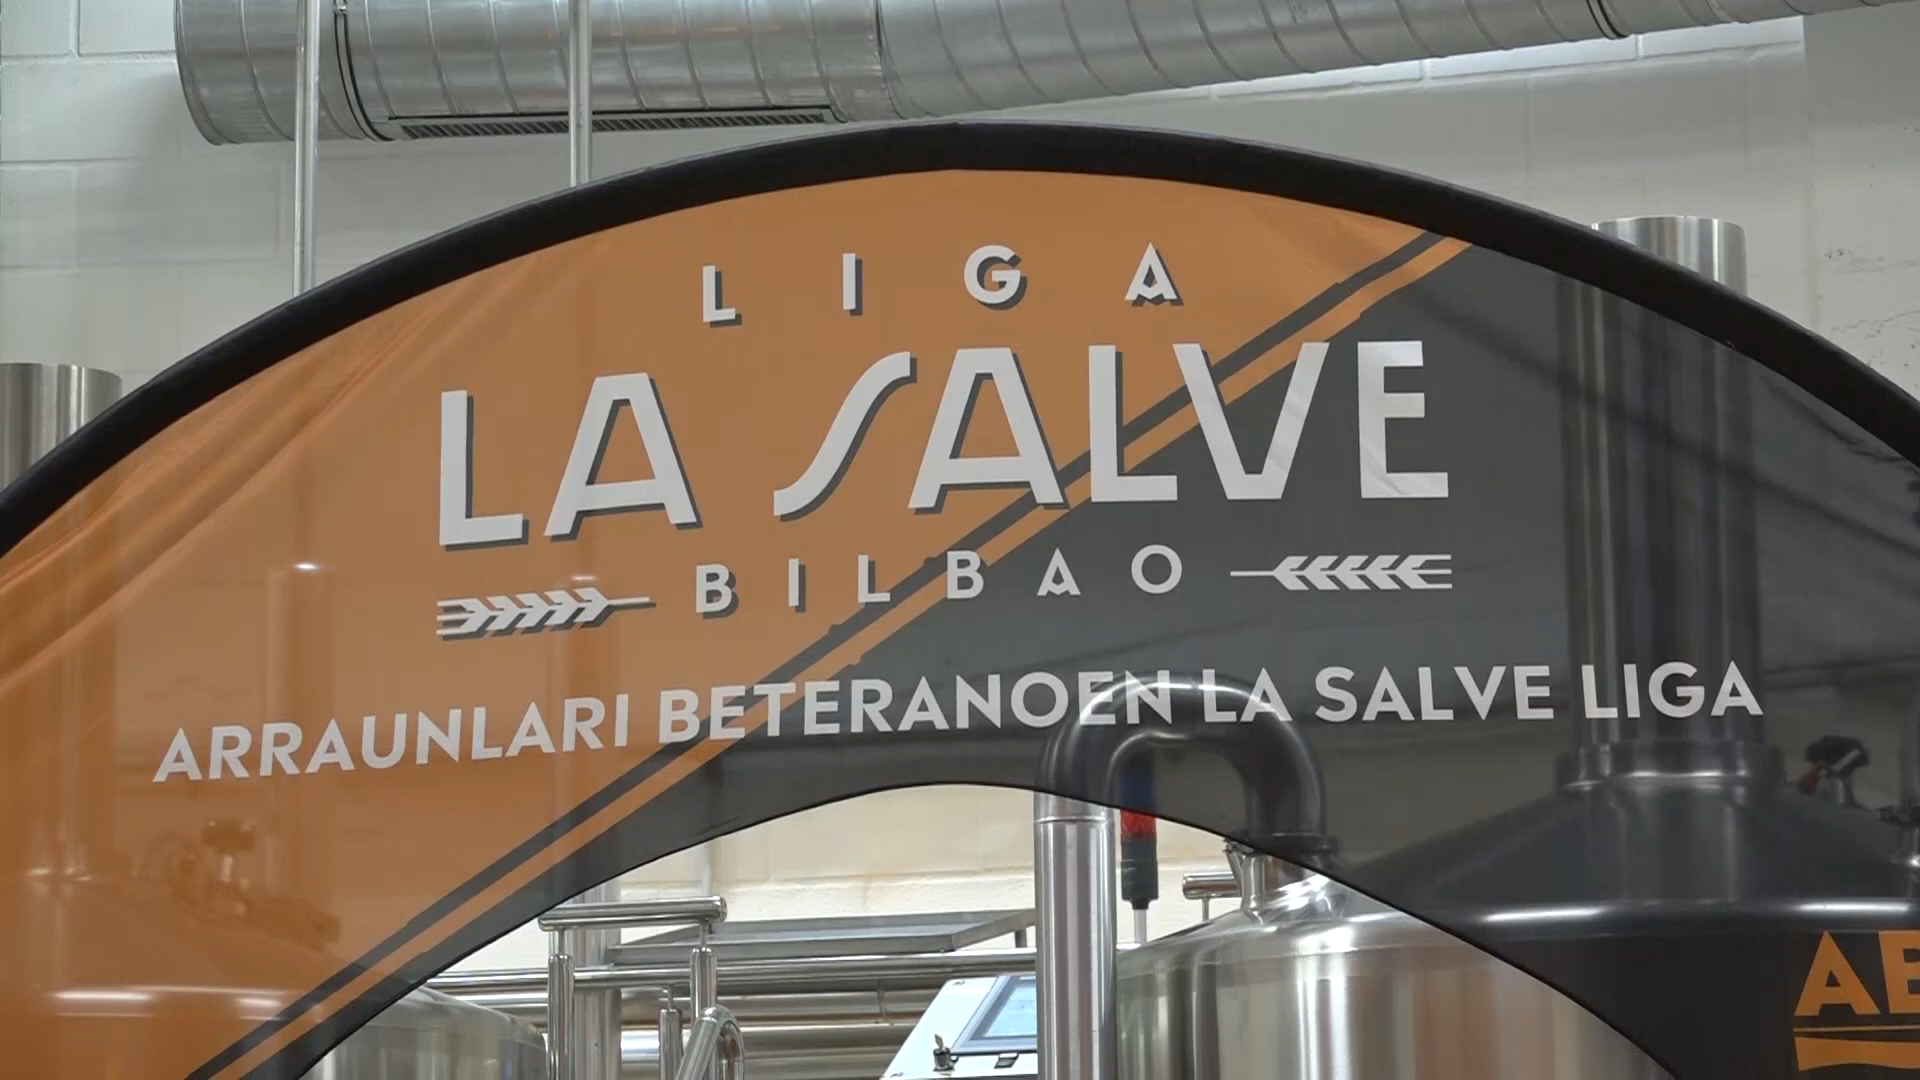 LIGA
LA SALVE
BILBAO
ARRAUNLARI BETERANOEN LA SALVE LIGA